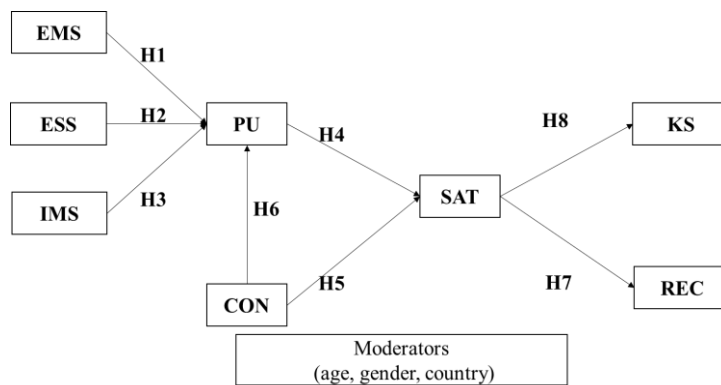 EMS
H1
ESS
H2
PU
H4
H8
KS
IMS
H3
H6
SAT
CON
H5
H7
REC
Moderators
(age, gender, country)